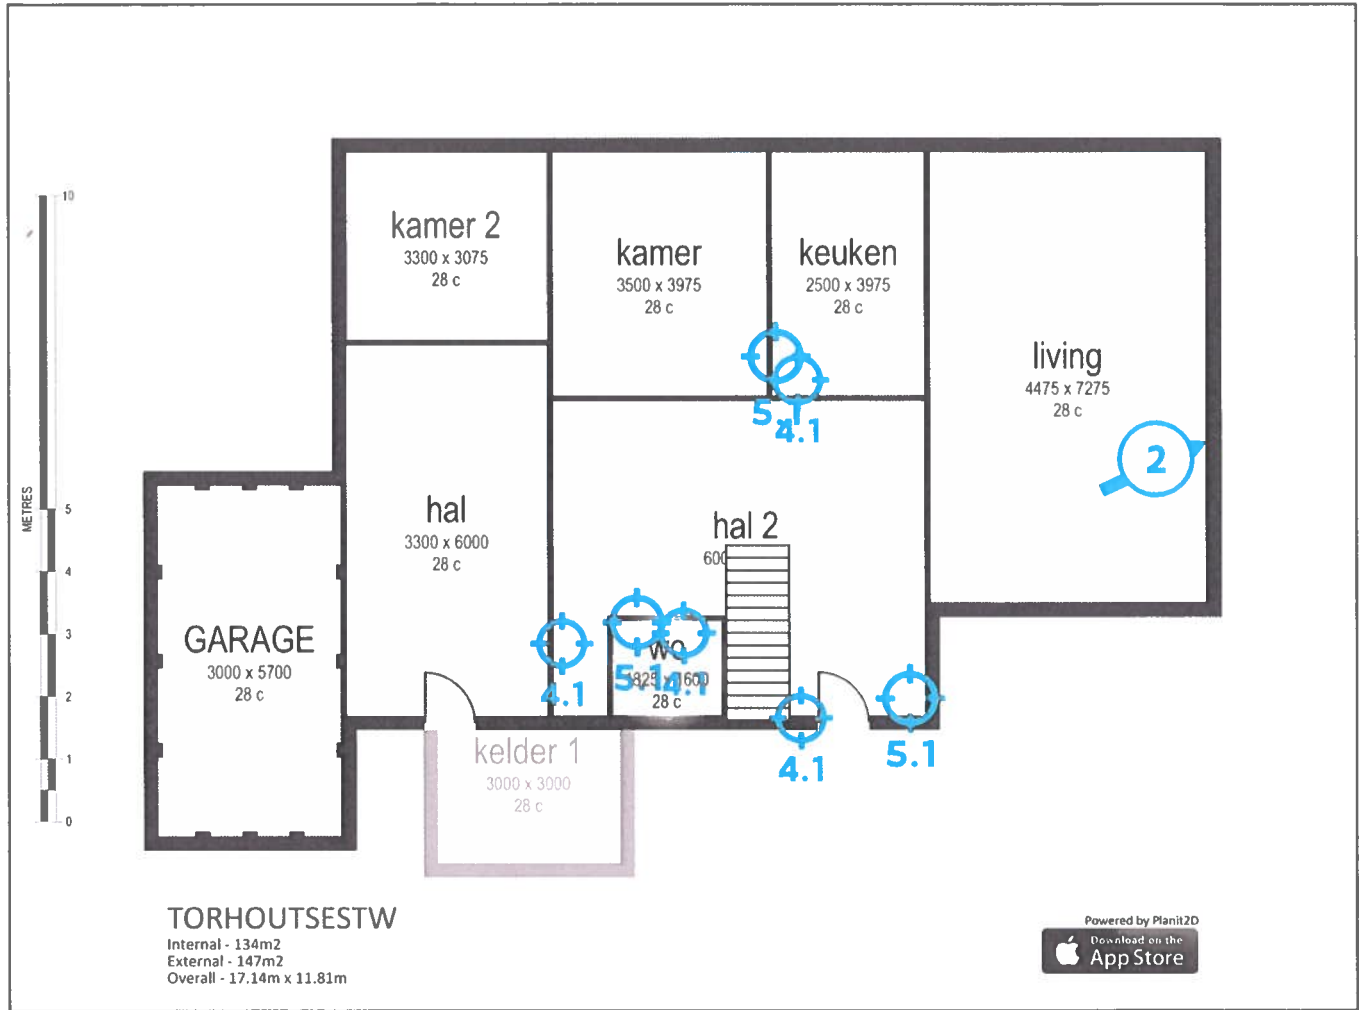 kamer 2
3300 x 3075
28 c
kamer
3500 x 3975
28 c
keuken
2500 x 3975
28 c
living
4475 x 7275
28 c
10
METRES
5
4
3
2
1
0
5.1
4.1
2
hal
3300 x 6000
28 c
hal 2
GARAGE
3000 x 5700
28 c
4.1
5.1
4.1
28 c
4.1
5.1
kelder 1
3000 x 3000
28 c
TORHOUTSESTW
Internal - 134m2
External - 147m2
Overall - 17.14m x 11.81m
Powered by Planit2D
Download on the
App Store